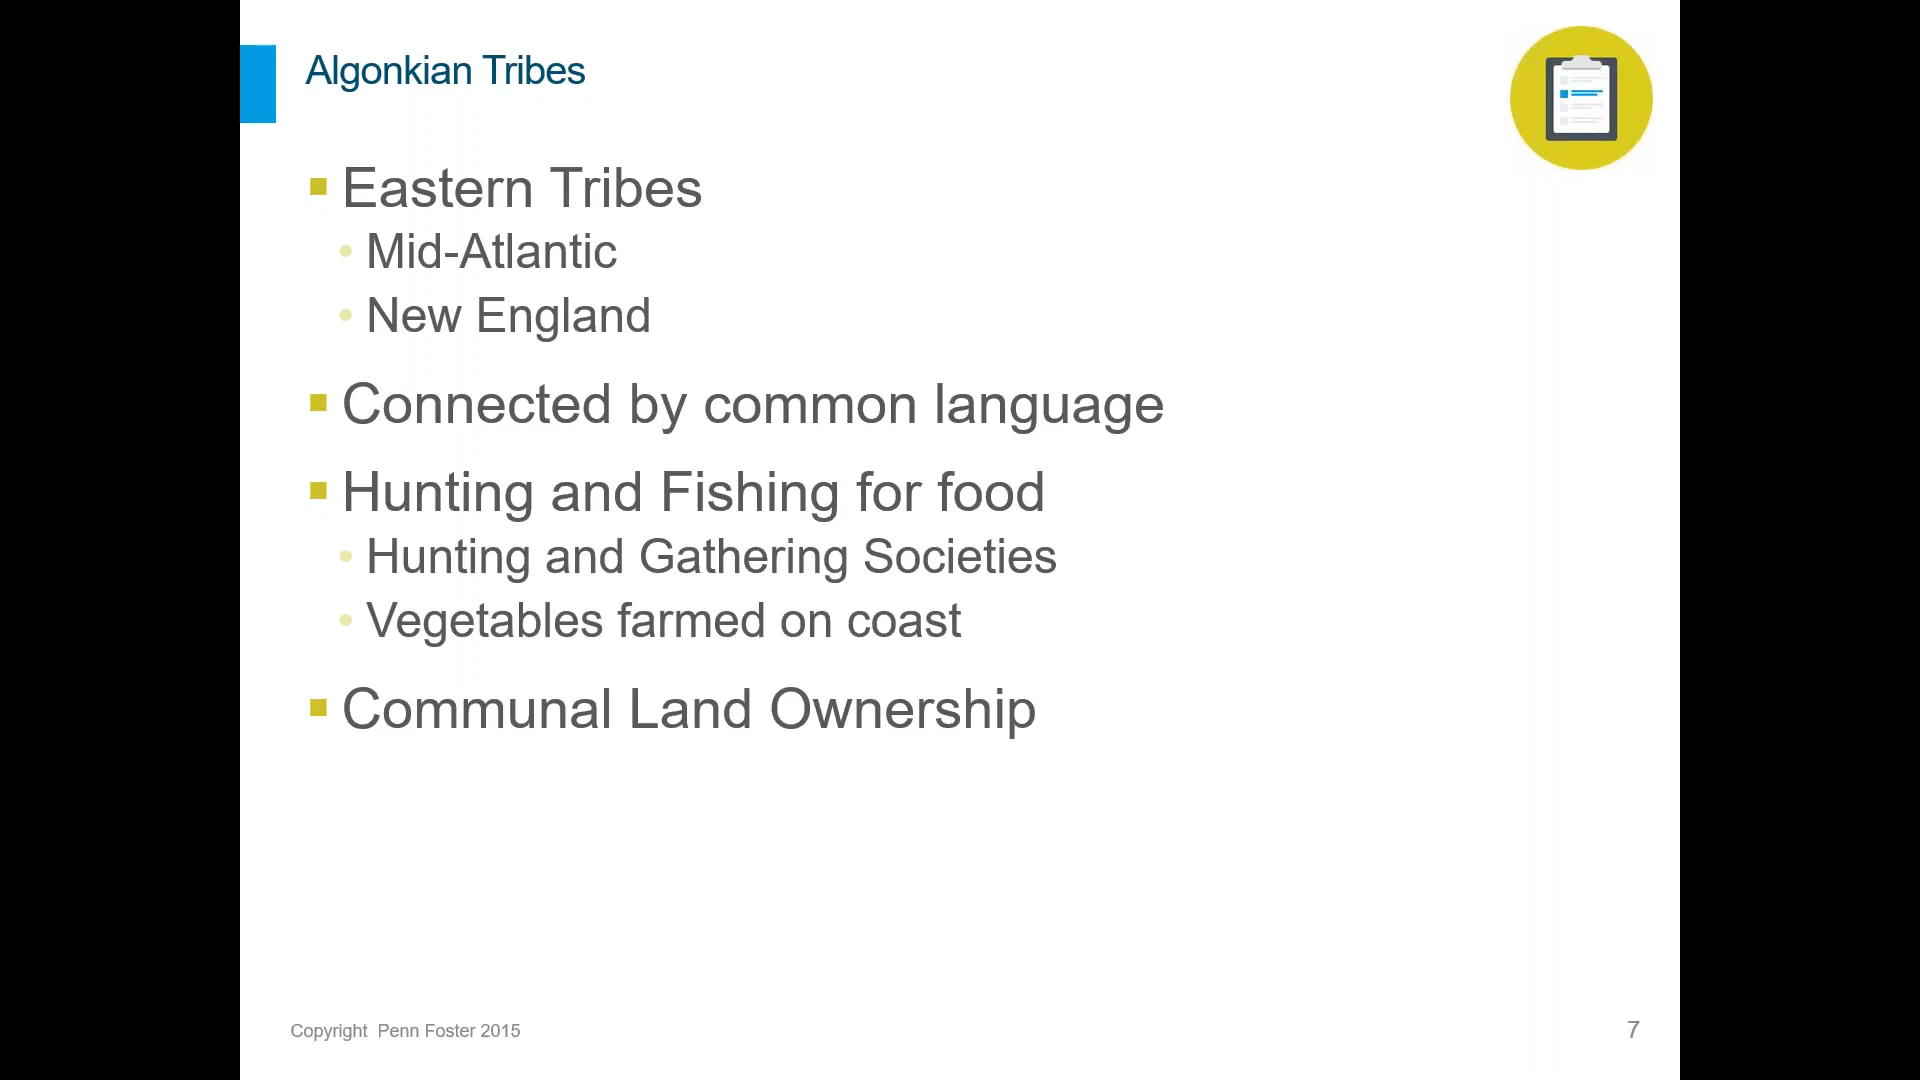 Algonkian Tribes
Eastern Tribes
Mid-Atlantic
New England
Connected by common language
Hunting and Fishing for food
Hunting and Gathering Societies
Vegetables farmed on coast
Communal Land Ownership
Copyright Penn Foster 2015
7